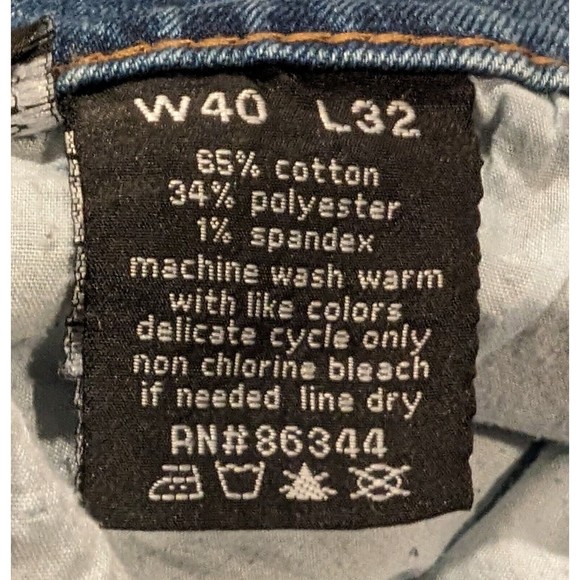 W40 L32
65% cotton
34% polyester
1% spandex
machine wash warm
with like colors
delicate cycle only
non chlorine bleach
if needed line dry
RN#86344